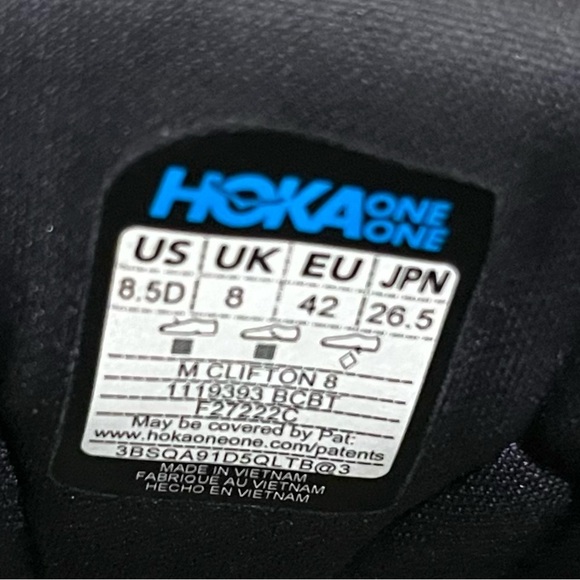 HOKA ONE ONE
US UK EU JPN
8.5D 8 42 26.5
M CLIFTON 8
1119393 BCBT
F27222C
May be covered by Pat:
www.hokaoneone.com/patents
3BSQA91D5QLTB@3
MADE IN VIETNAM
FABRIQUE AU VIETNAM
HECHO EN VIETNAM